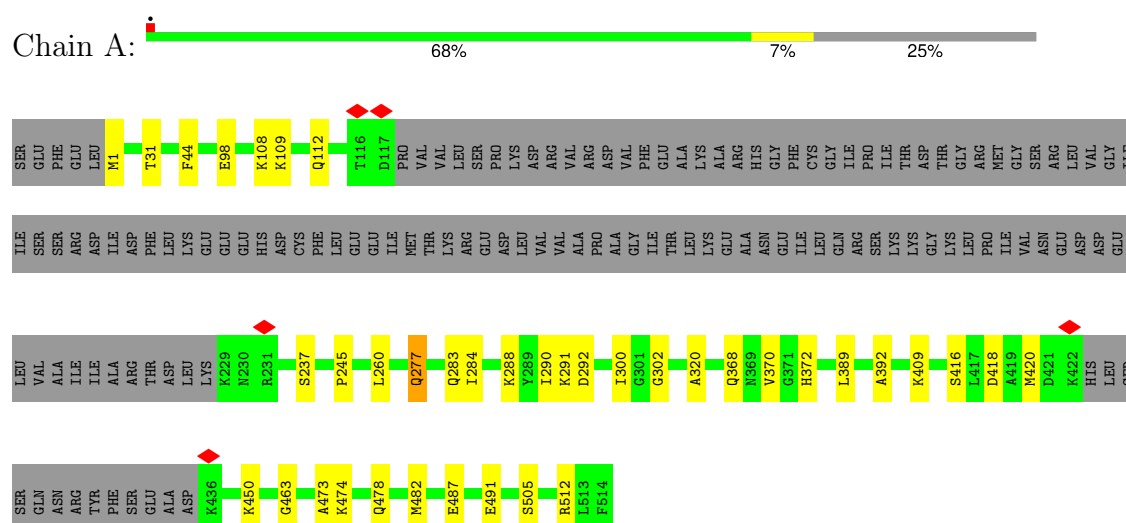 Chain A:
68% 7% 25%
SER GLU PHE GLU LEU M1 T31 F44 E98 K108 K109 Q112 T116 D117 PRO VAL VAL LEU SER PRO LYS ASP ARG VAL ARG ASP VAL PHE GLU ALA LYS ALA ARG HIS GLY PHE CYS GLY ILE PRO ILE THR ASP THR GLY ARG MET GLY SER ARG LEU VAL GLY ILE
ILE SER SER ARG ASP ILE ASP PHE LEU LYS GLU GLU GLU HIS ASP CYS PHE LEU GLU GLU ILE MET THR LYS ARG GLU ASP LEU VAL VAL ALA PRO ALA GLY ILE THR LEU LYS GLU ALA ASN GLU ILE LEU GLN ARG SER LYS LYS GLY LYS LEU PRO ILE VAL ASN GLU ASP ASP GLU
LEU VAL ALA ILE ILE ALA ARG THR ASP LEU LYS K229 N230 R231 S237 P245 L260 Q277 Q283 I284 K288 Y289 I290 K291 D292 I300 G301 G302 A320 Q368 N369 V370 G371 H372 L389 A392 K409 S416 L417 D418 A419 M420 D421 K422 HIS LEU SER
SER GLN ASN ARG TYR PHE SER GLU ALA ASP K436 K450 G463 A473 K474 Q478 M482 E487 E491 S505 R512 L513 F514